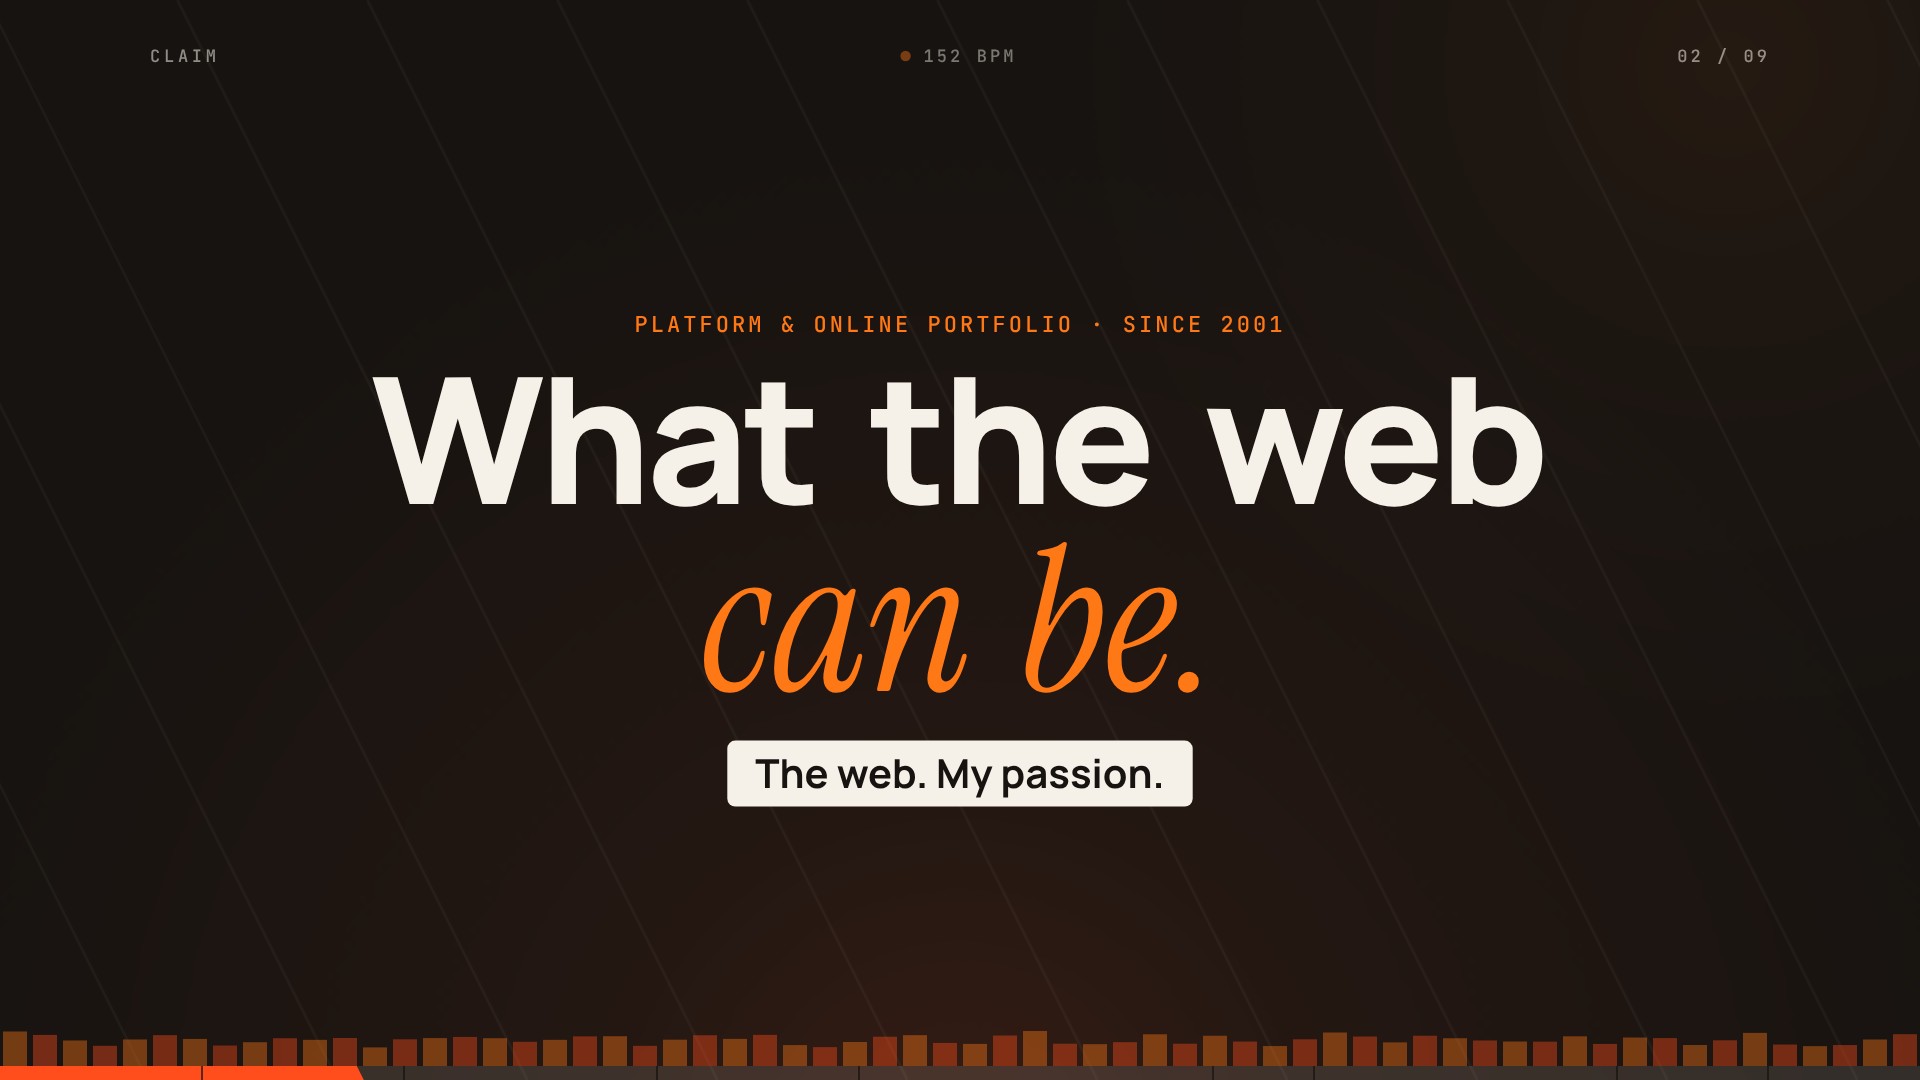 CLAIM
152 BPM
02 / 09
PLATFORM & ONLINE PORTFOLIO · SINCE 2001
What the web
can be.
The web. My passion.